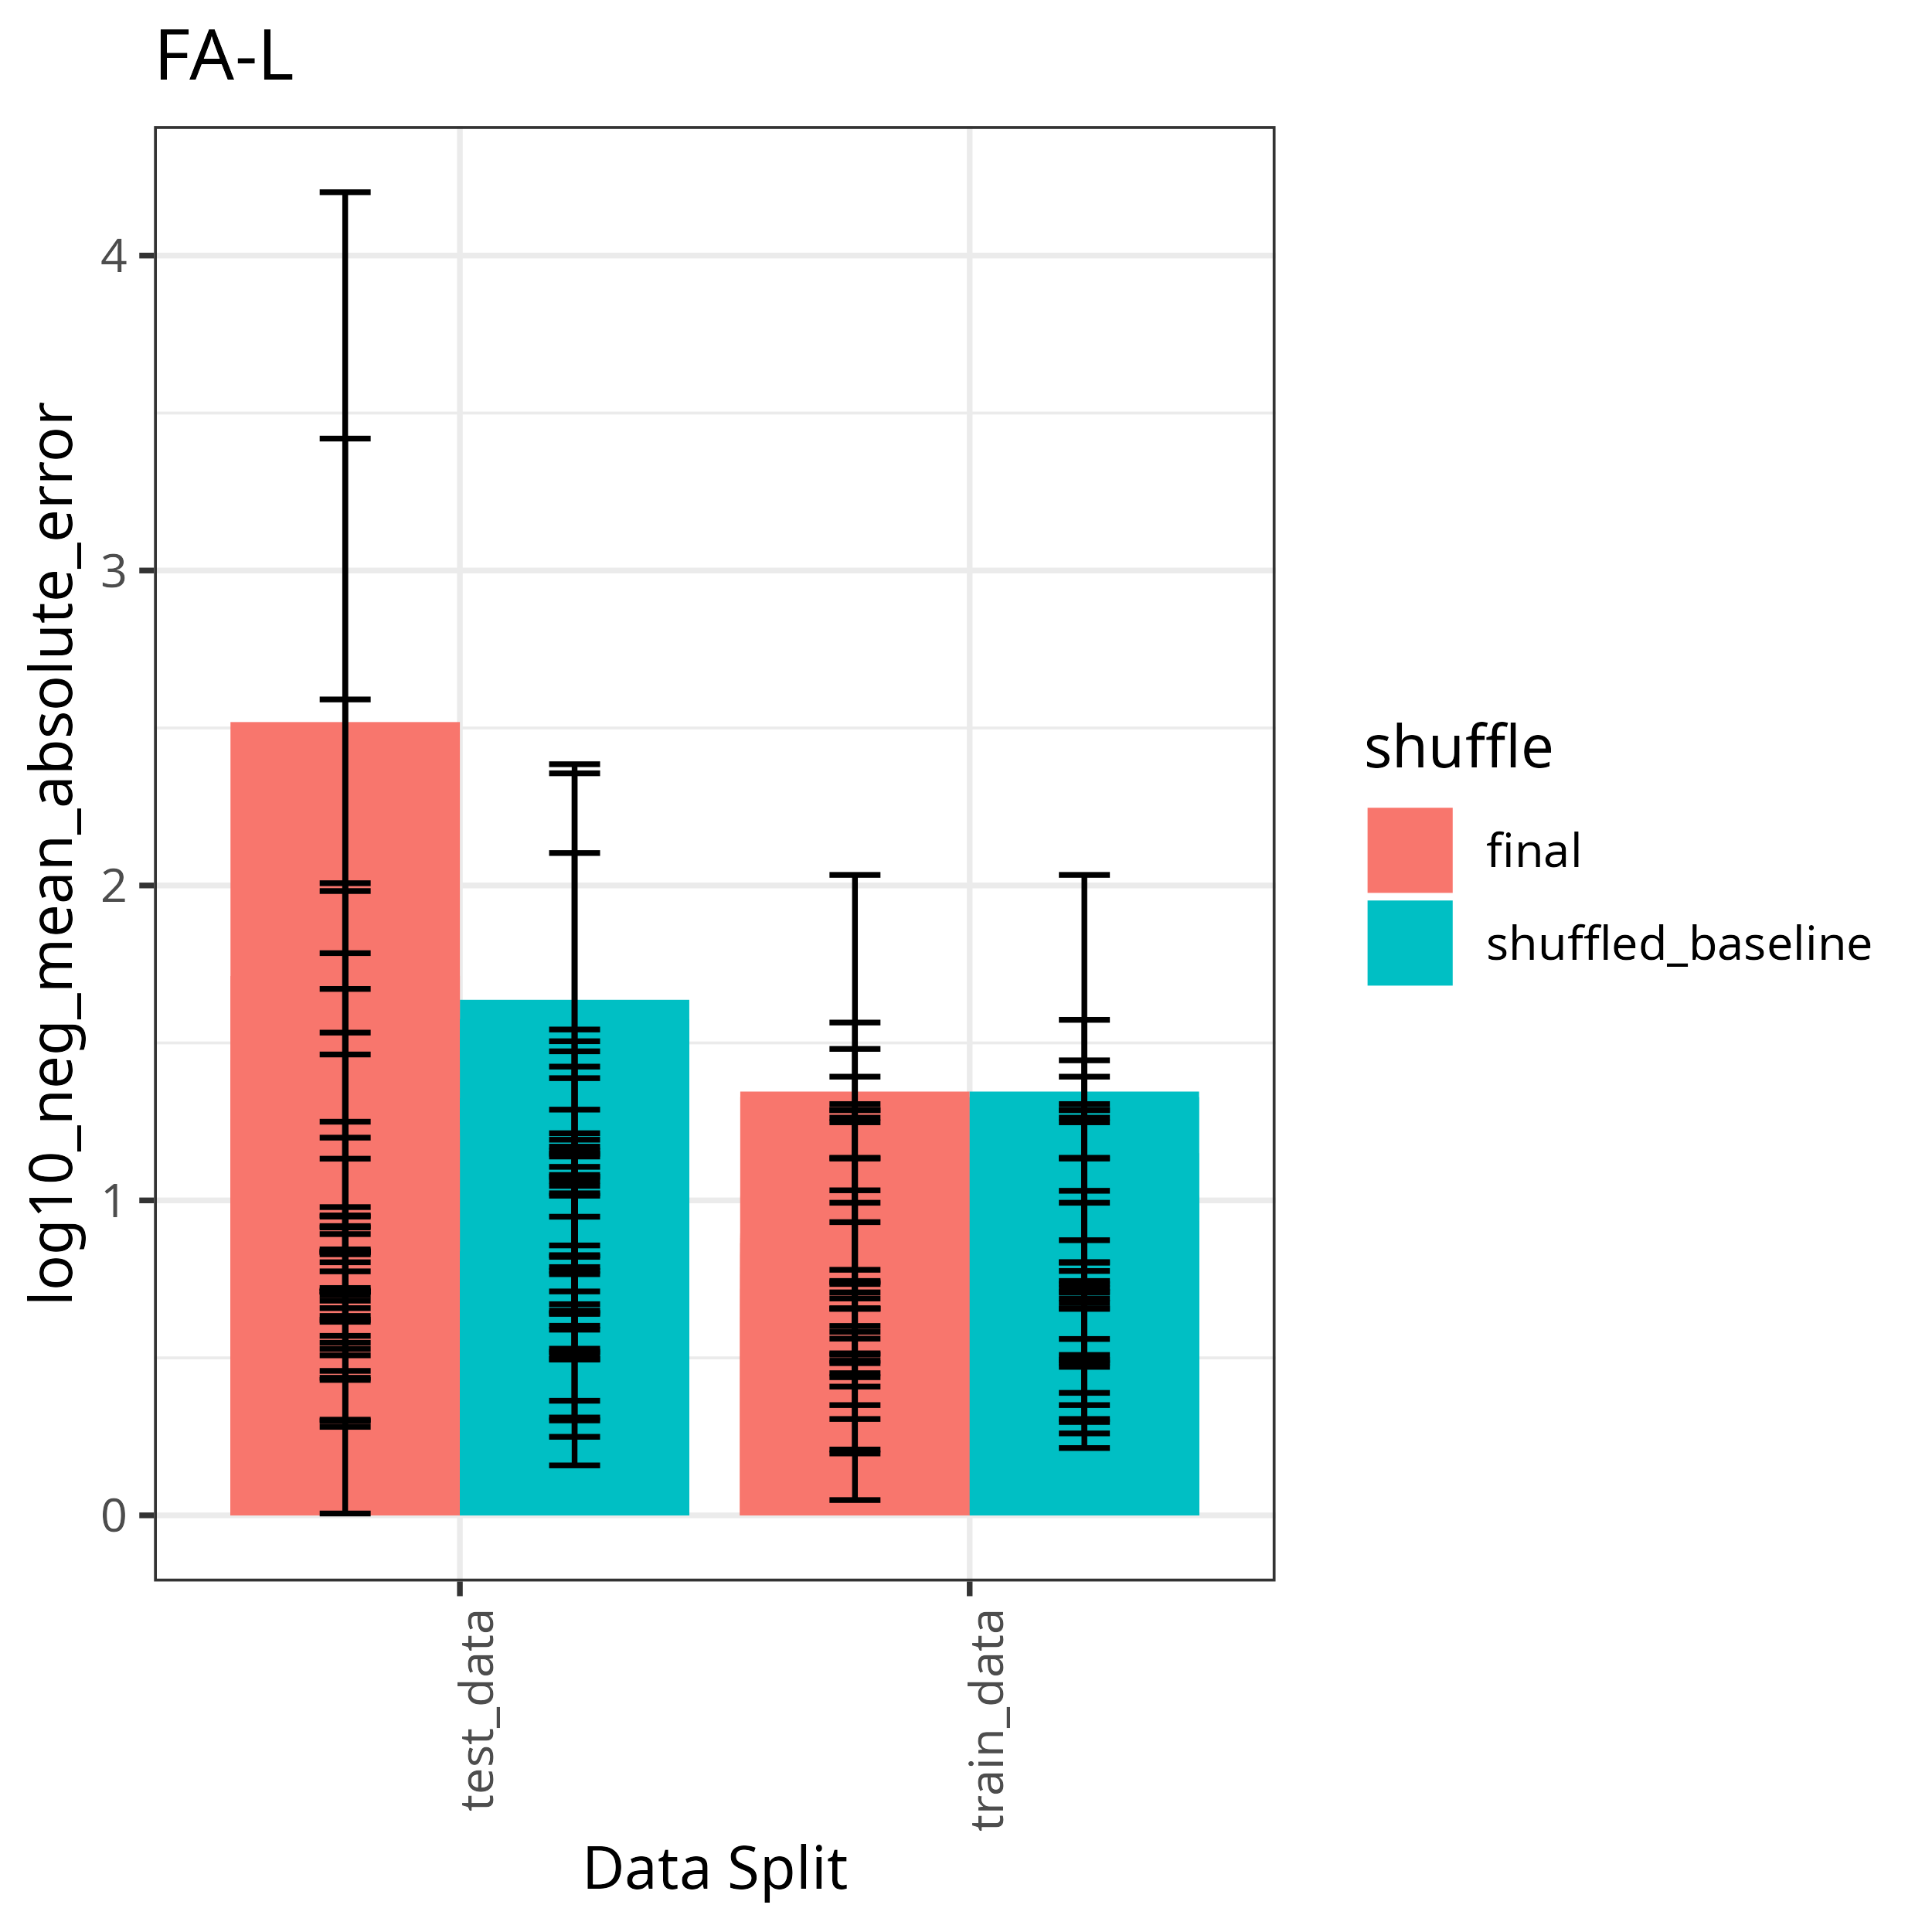 FA-L
log10_neg_mean_absolute_error
4
3
2
1
0
test_data
train_data
Data Split
shuffle
final
shuffled_baseline